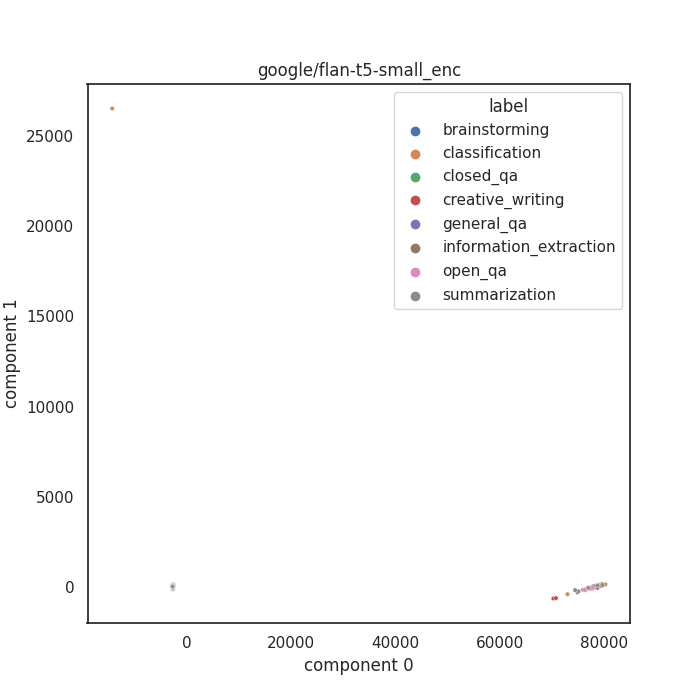 google/flan-t5-small_enc
label
brainstorming
classification
closed_qa
creative_writing
general_qa
information_extraction
open_qa
summarization
25000
20000
15000
10000
5000
0
component 1
0
20000
40000
60000
80000
component 0